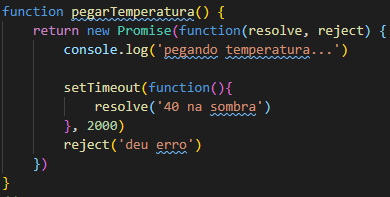 function pegarTemperatura() {
    return new Promise(function(resolve, reject) {
        console.log('pegando temperatura...')

        setTimeout(function(){
            resolve('40 na sombra')
        }, 2000)
        reject('deu erro')
    })
}